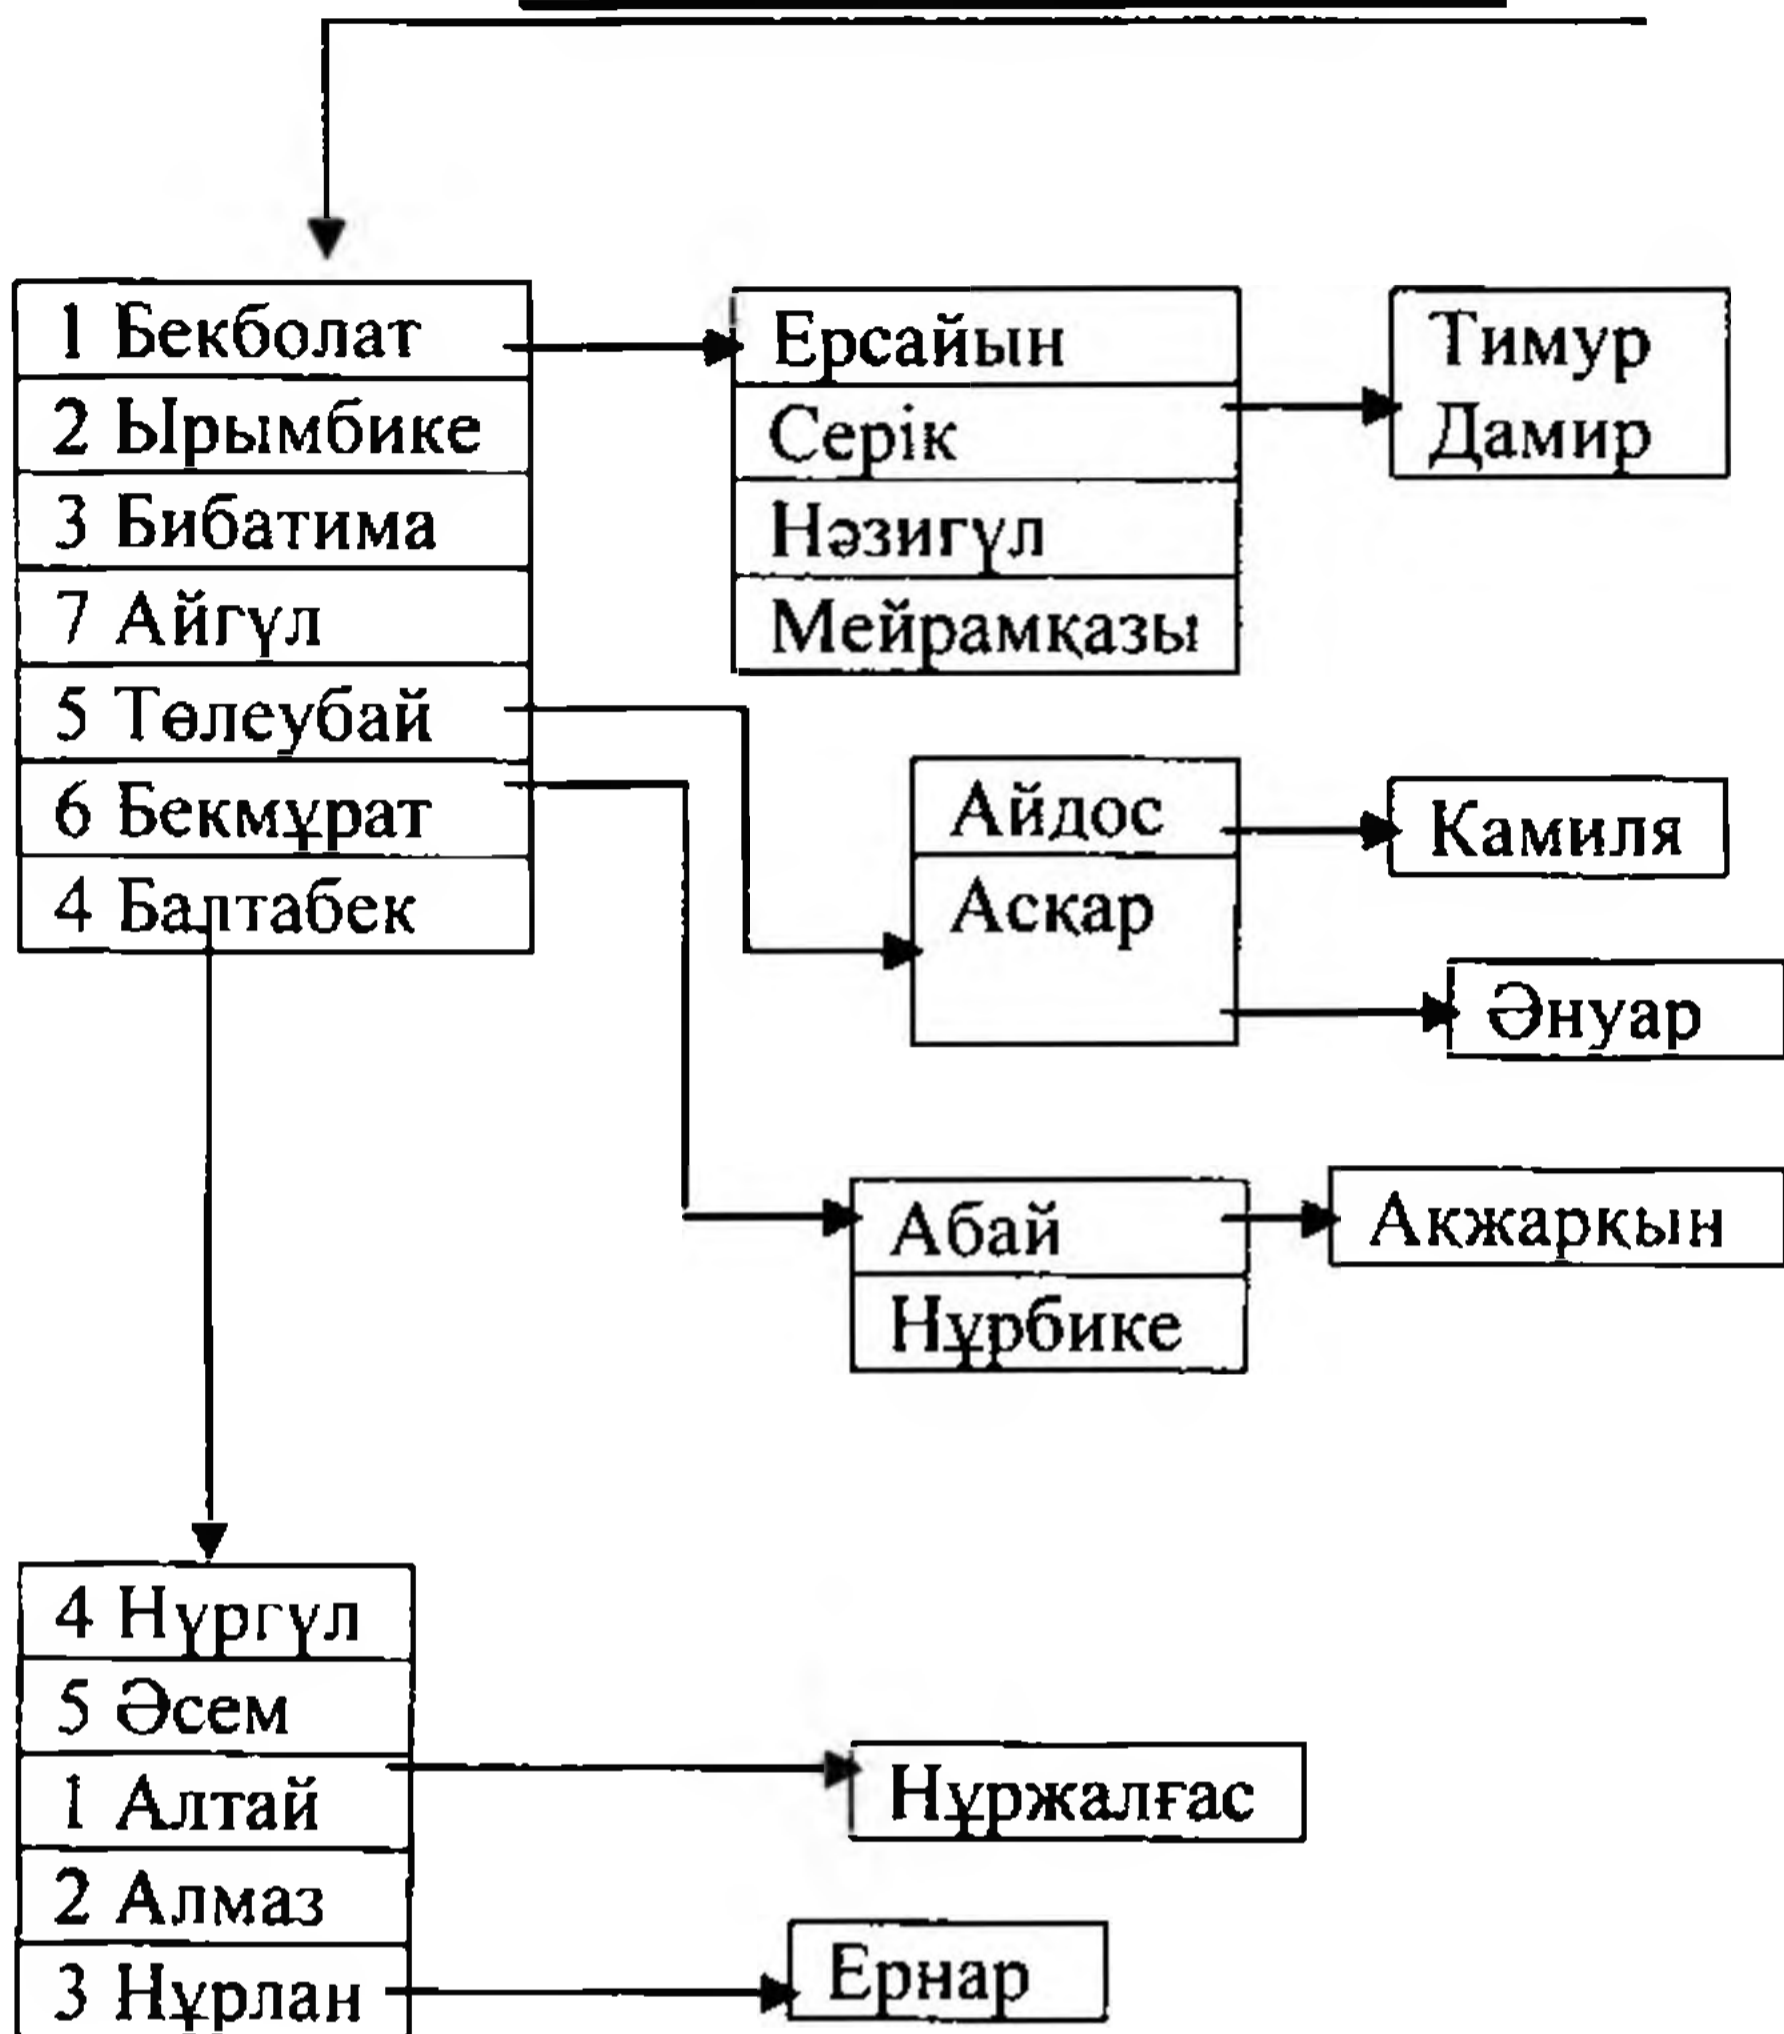 1 Бекболат
2 Ырымбике
3 Бибатима
7 Айгүл
5 Төлеубай
6 Бекмұрат
4 Балтабек
Ерсайын
Серік
Нәзигүл
Мейрамқазы
Тимур
Дамир
Айдос
Асқар
Камиля
Әнуар
Абай
Нұрбике
Ақжарқын
4 Нүргүл
5 Әсем
1 Алтай
2 Алмаз
3 Нұрлан
Нұржалғас
Ернар